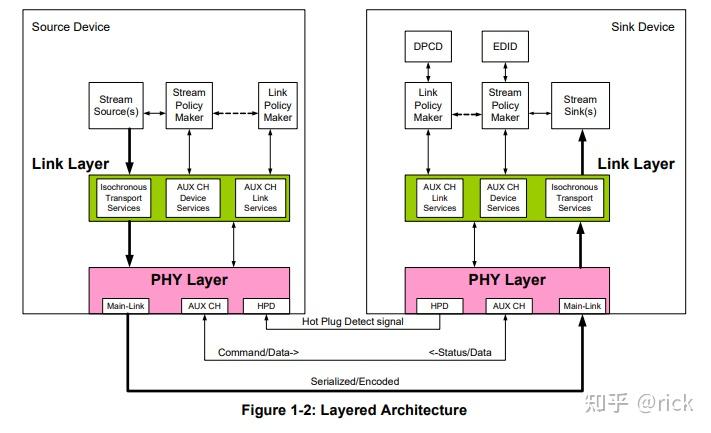 Source Device
Sink Device
DPCD
EDID
Stream
Source(s)
Stream
Policy
Maker
Link
Policy
Maker
Link
Policy
Maker
Stream
Policy
Maker
Stream
Sink(s)
Link Layer
Link Layer
Isochronous
Transport
Services
AUX CH
Device
Services
AUX CH
Link
Services
AUX CH
Link
Services
AUX CH
Device
Services
Isochronous
Transport
Services
PHY Layer
PHY Layer
Main-Link
AUX CH
HPD
HPD
AUX CH
Main-Link
Hot Plug Detect signal
Command/Data->
<-Status/Data
Serialized/Encoded
Figure 1-2: Layered Architecture
知乎 @rick